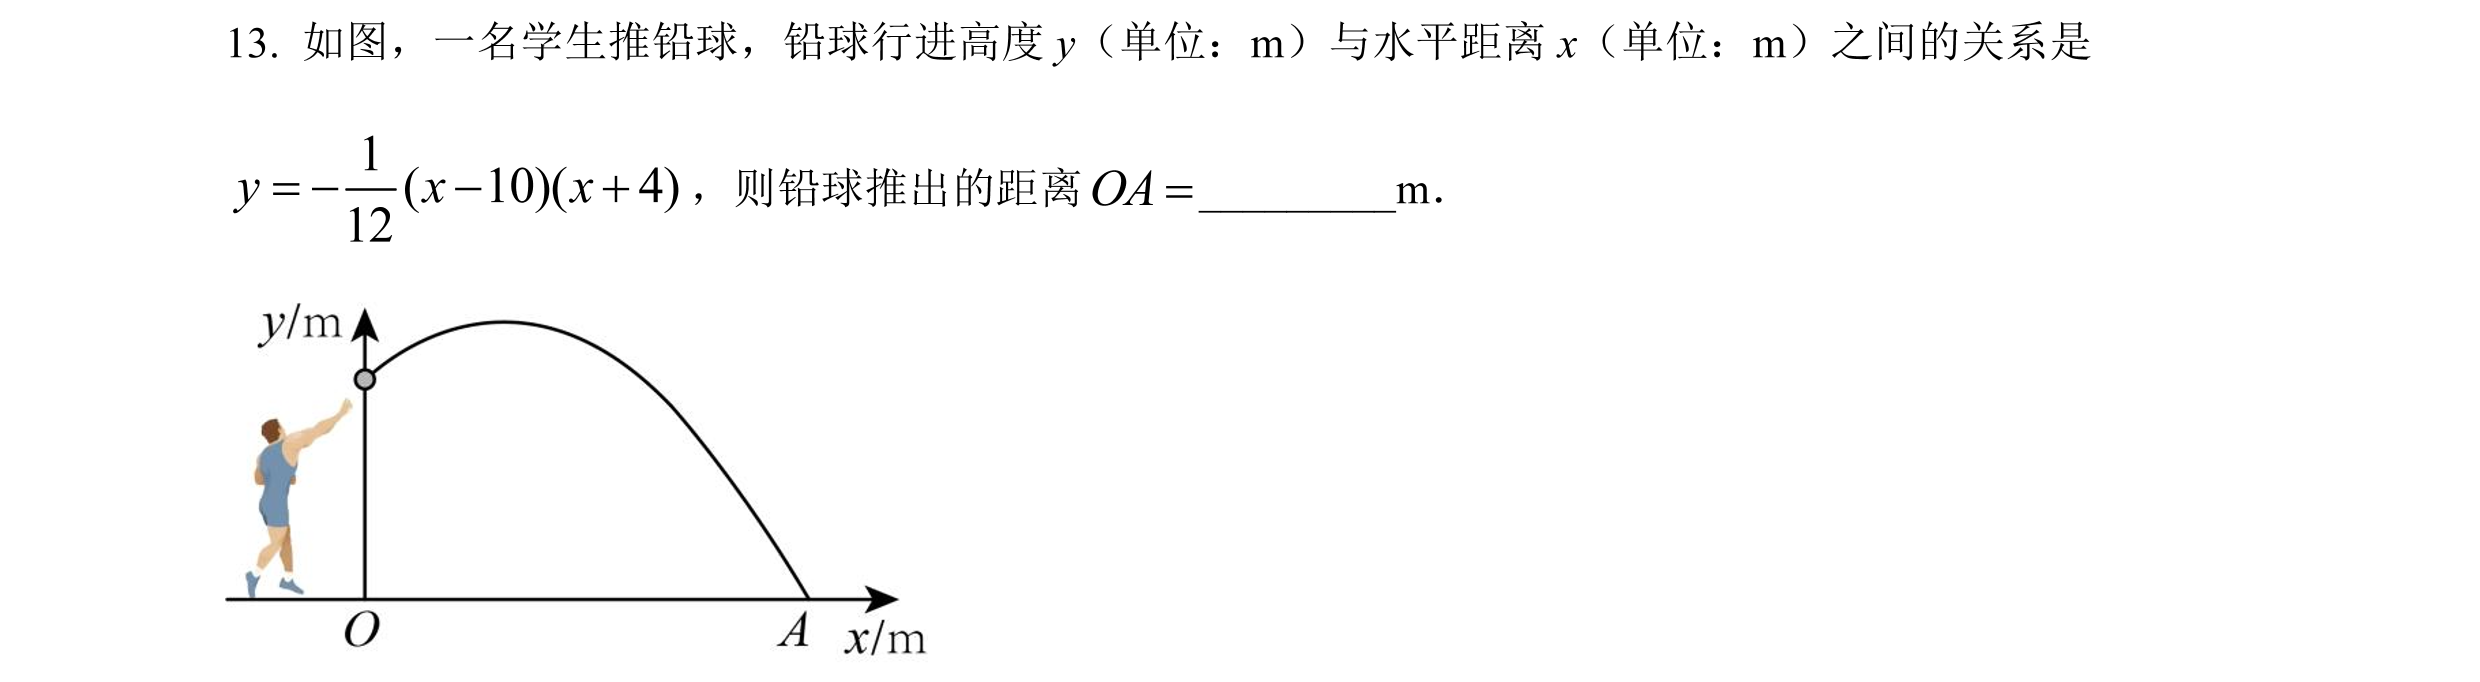 13. 如图，一名学生推铅球，铅球行进高度 y（单位：m）与水平距离 x（单位：m）之间的关系是
y = -\frac{1}{12}(x-10)(x+4)，则铅球推出的距离 OA = _________m．
y/m
O
A
x/m